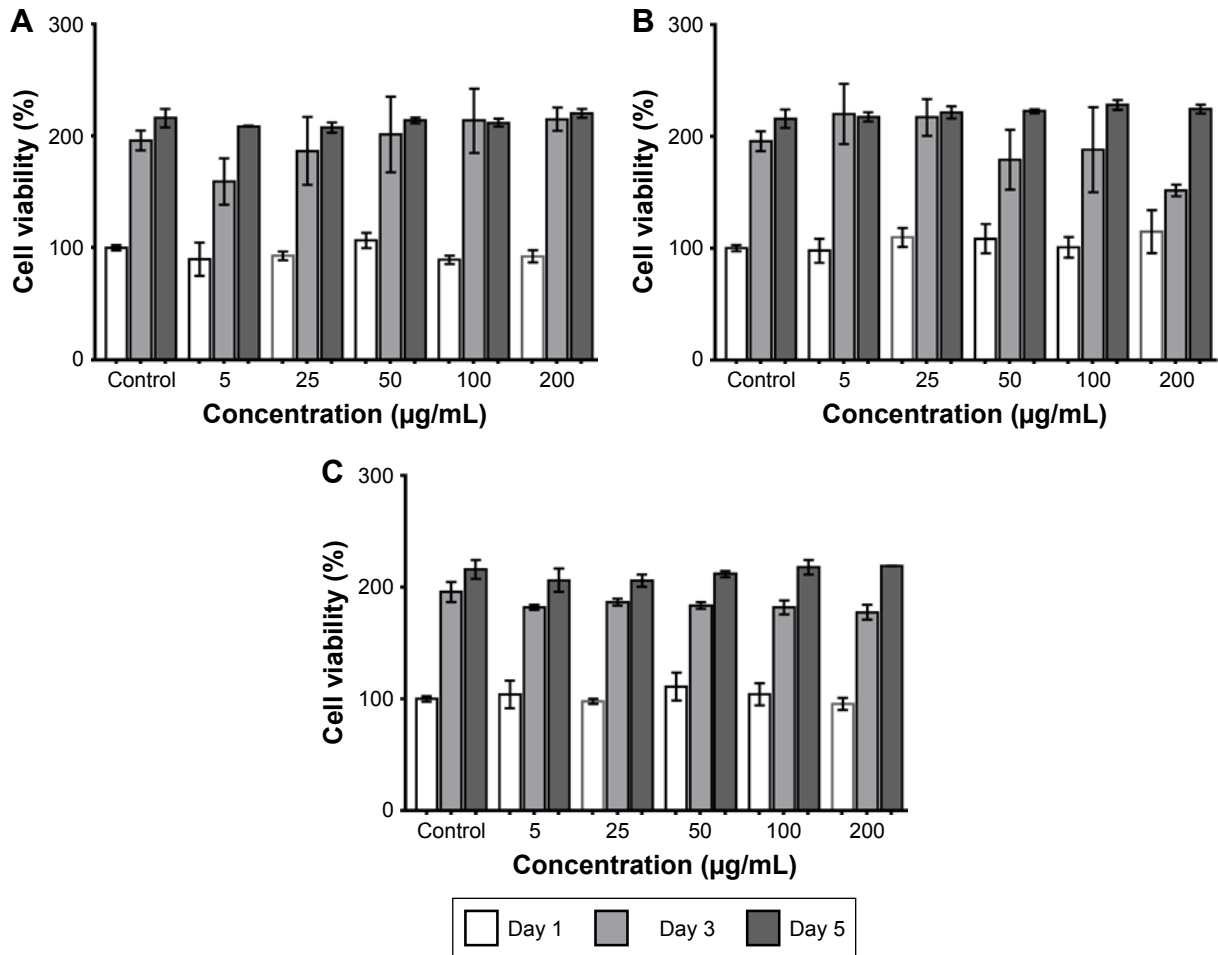 A
300
200
100
0
Cell viability (%)
Control 5 25 50 100 200
Concentration (µg/mL)
B
300
200
100
0
Cell viability (%)
Control 5 25 50 100 200
Concentration (µg/mL)
C
300
200
100
0
Cell viability (%)
Control 5 25 50 100 200
Concentration (µg/mL)
Day 1 Day 3 Day 5